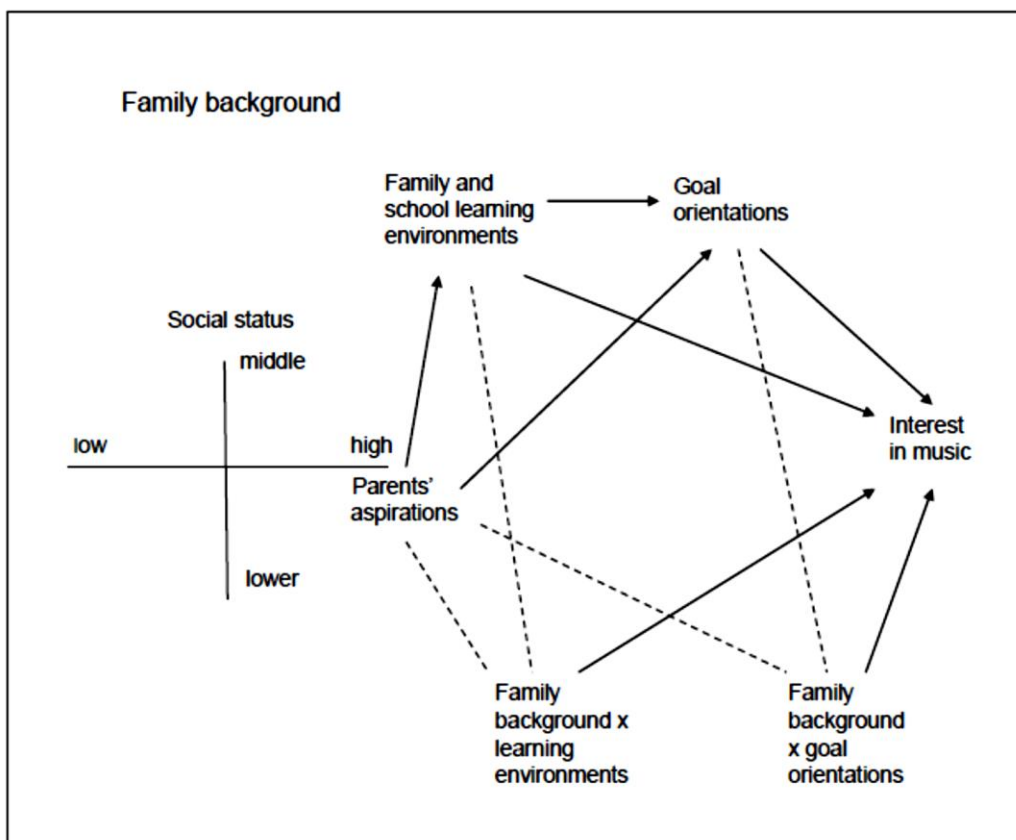 Family background
Family and
school learning
environments
Goal
orientations
Social status
middle
low
high
Parents'
aspirations
lower
Interest
in music
Family
background x
learning
environments
Family
background
x goal
orientations